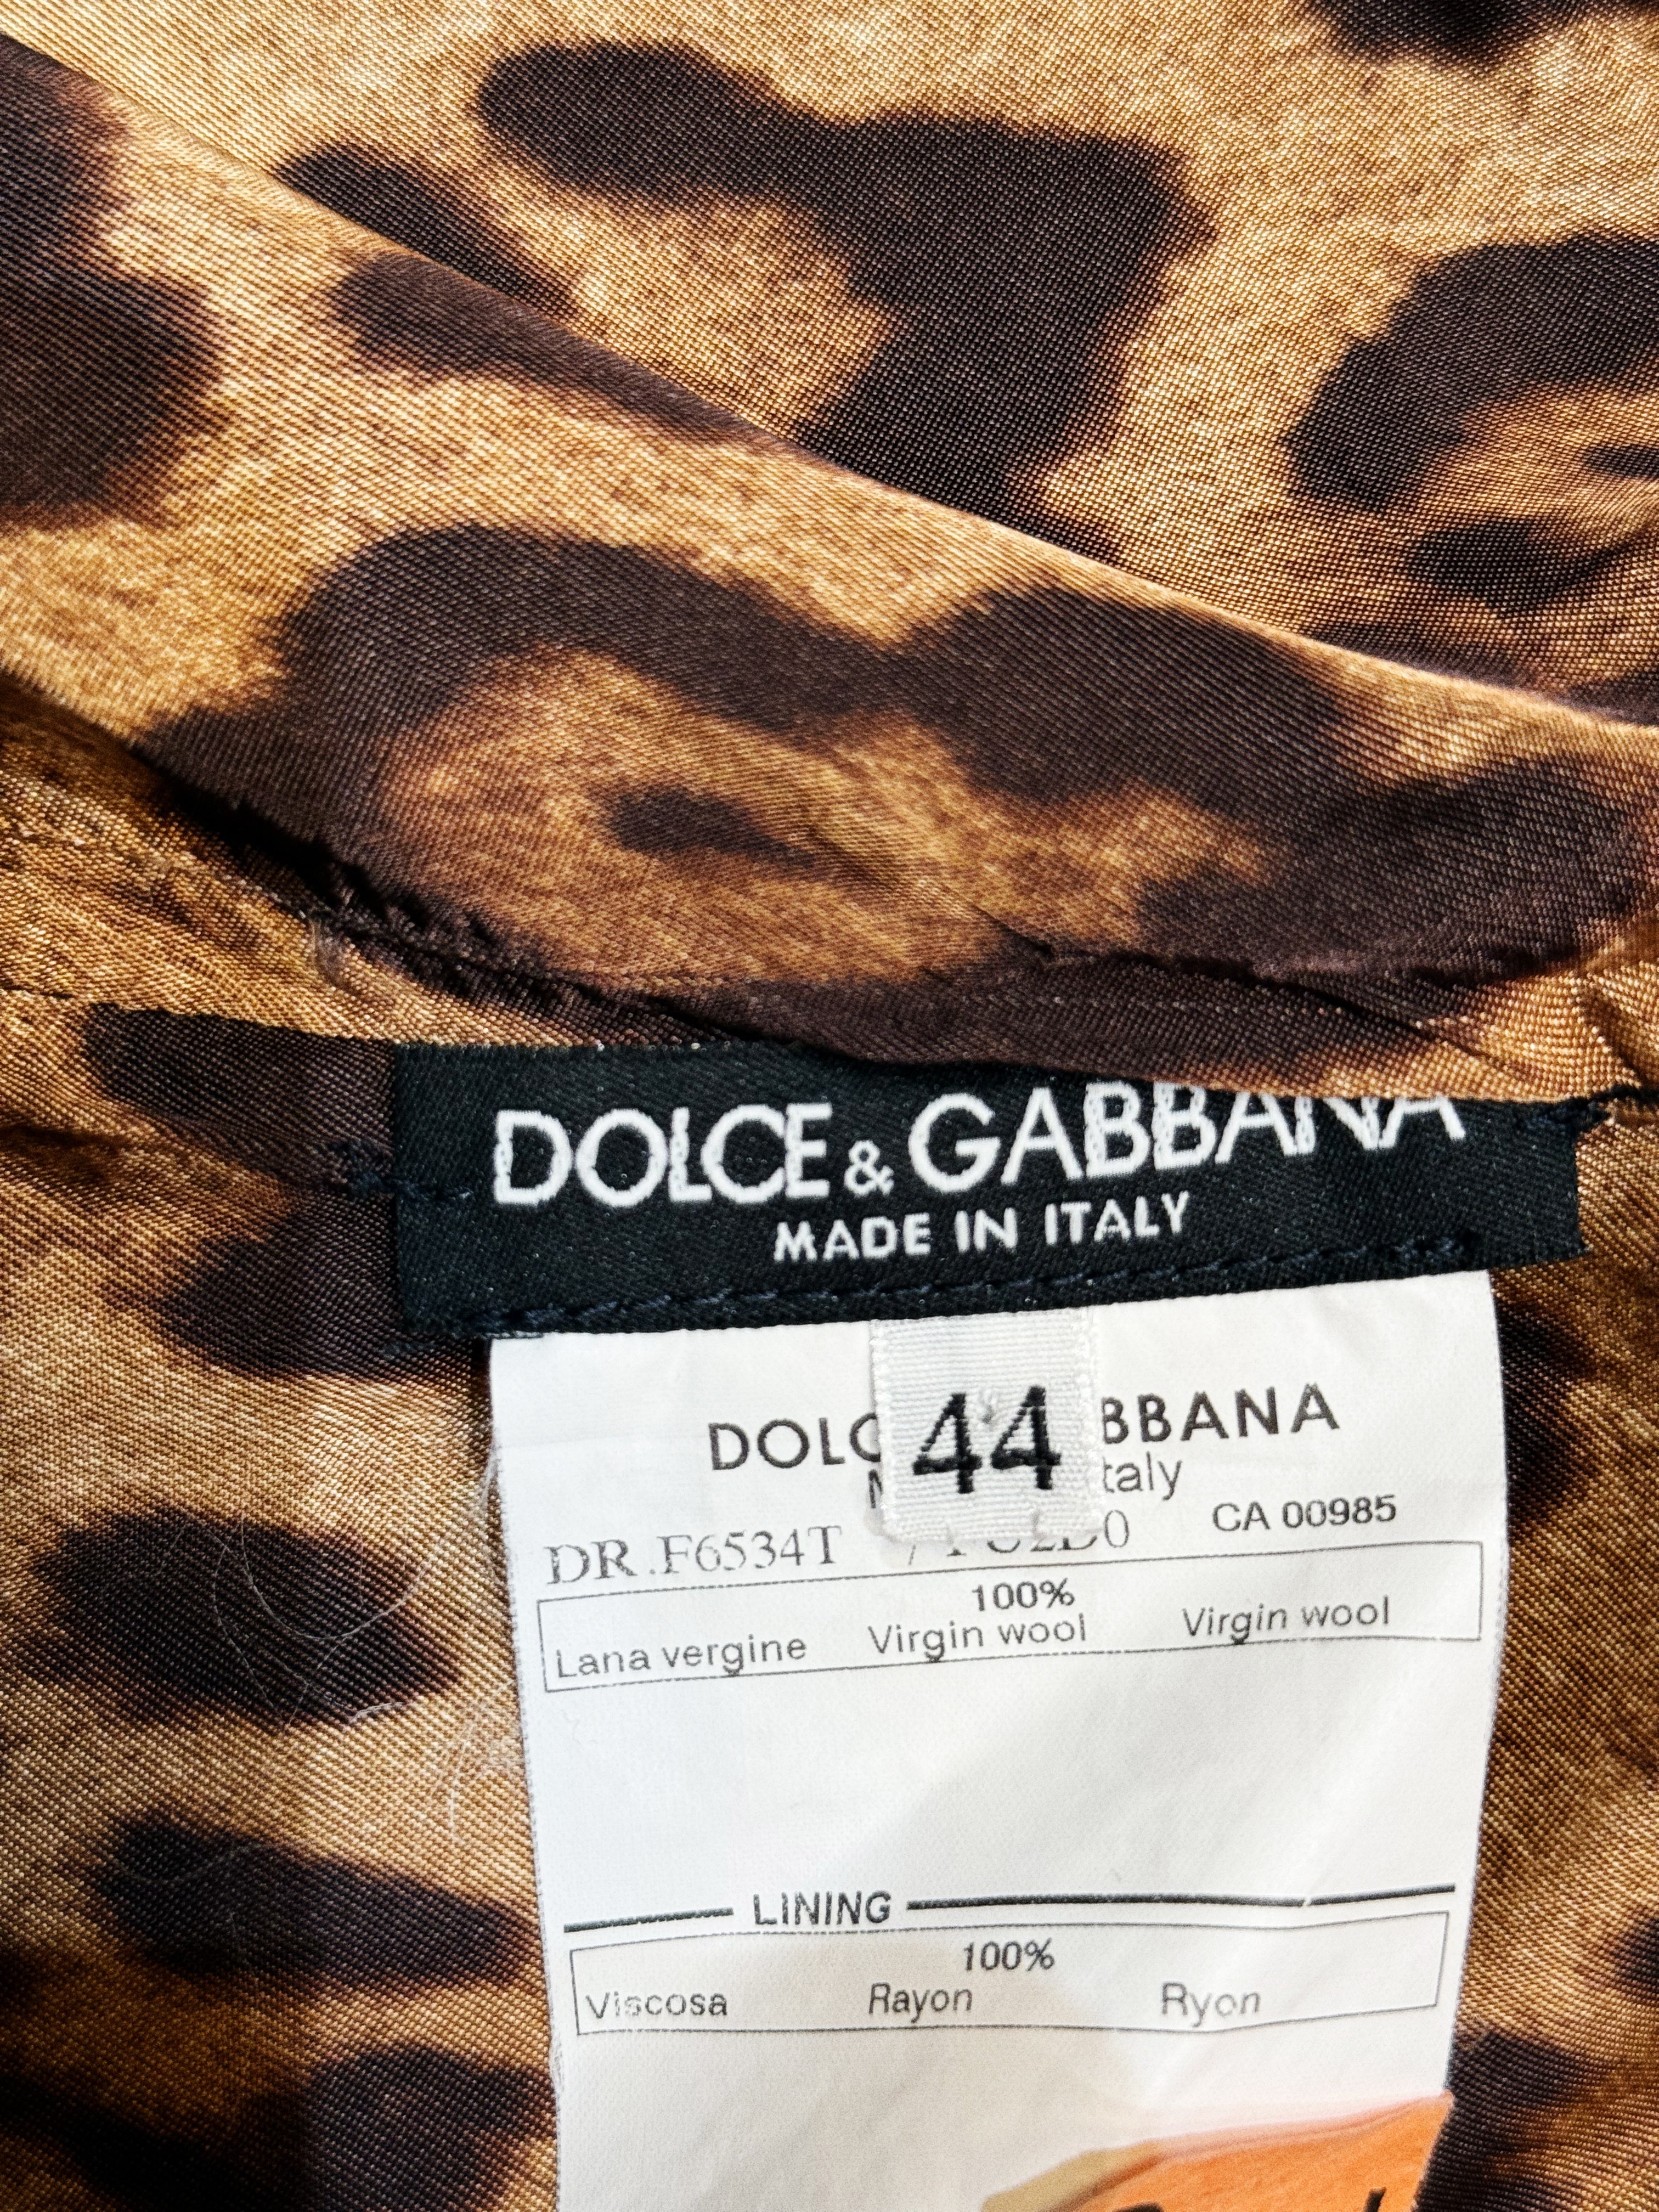 DOLCE & GABBANA
MADE IN ITALY
44
DOLC BBANA
taly
DR.F6534T / CA 00985
100%
Lana vergine Virgin wool Virgin wool
LINING
100%
Viscosa Rayon Ryon